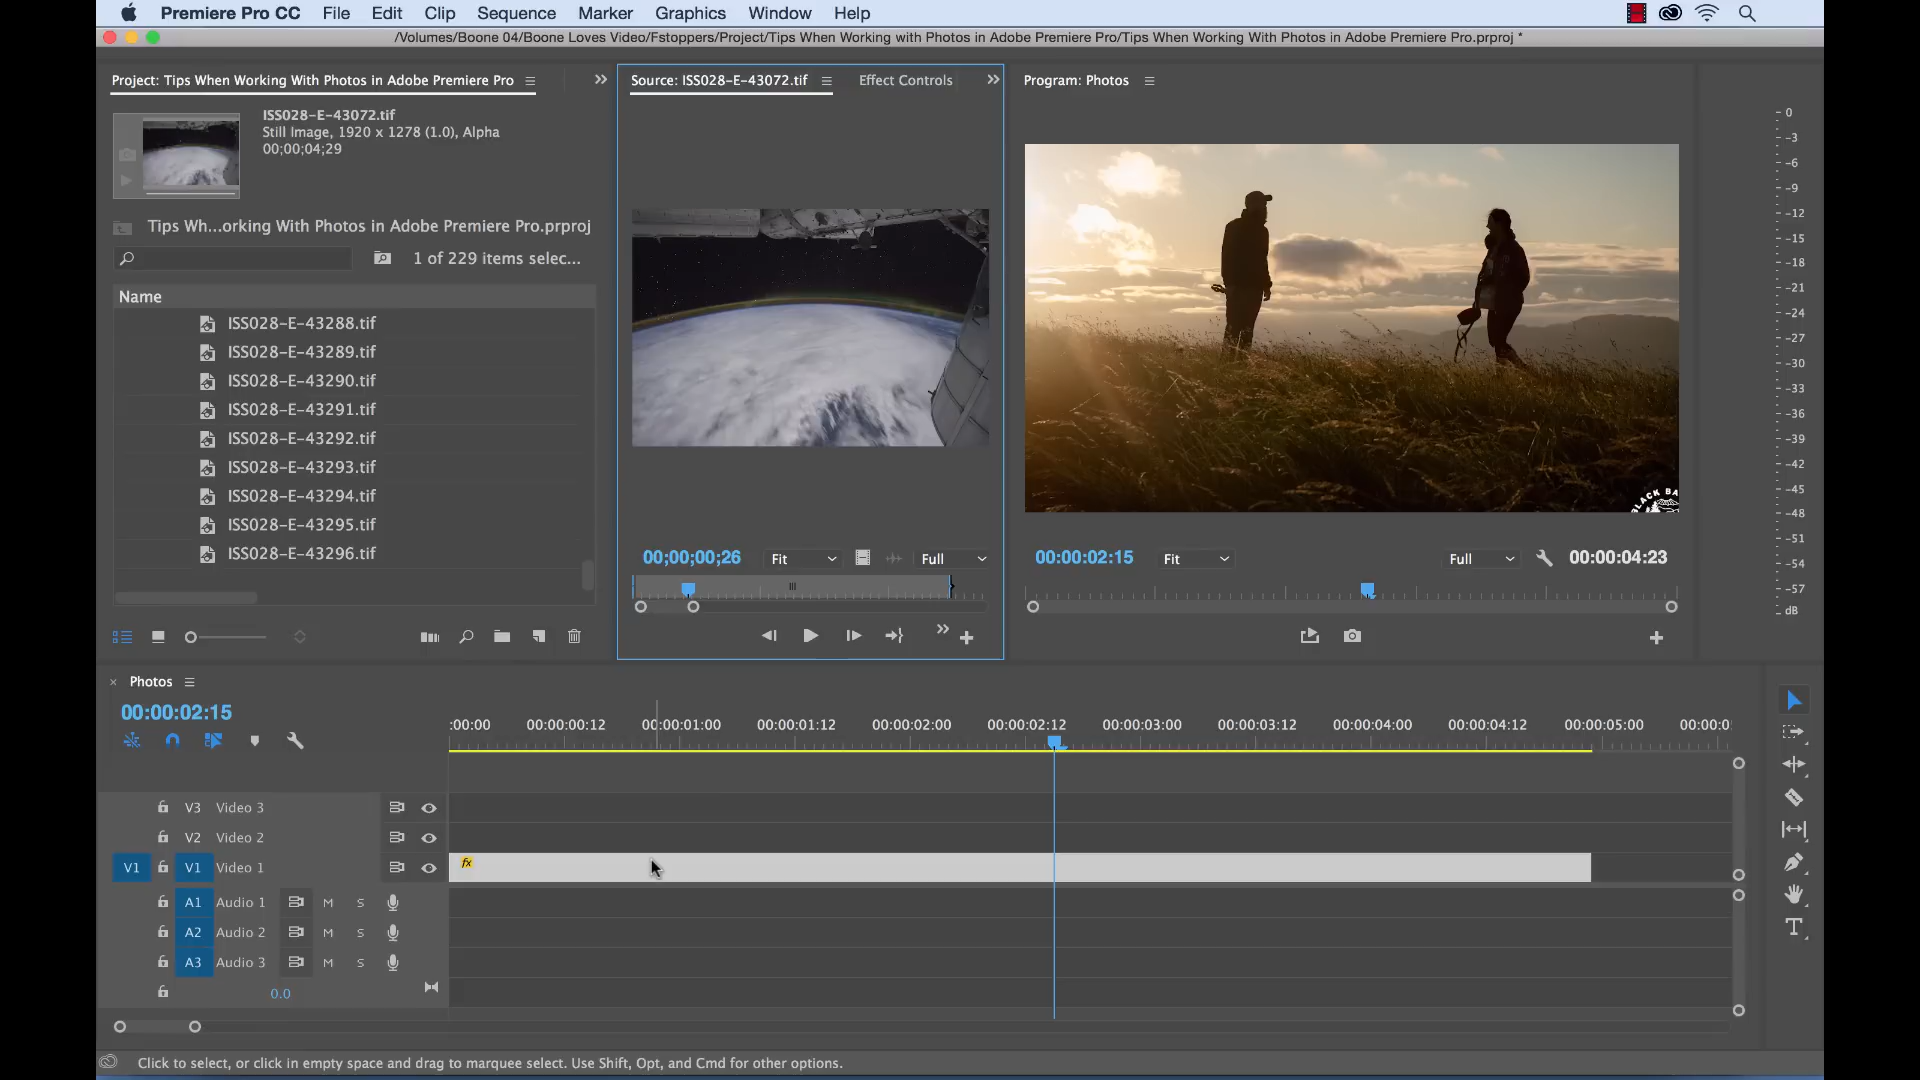 Premiere Pro CC File Edit Clip Sequence Marker Graphics Window Help
/Volumes/Boone 04/Boone Loves Video/Fstoppers/Project/Tips When Working with Photos in Adobe Premiere Pro/Tips When Working With Photos in Adobe Premiere Pro.prproj *
Project: Tips When Working With Photos in Adobe Premiere Pro
ISS028-E-43072.tif
Still Image, 1920 x 1278 (1.0), Alpha
00;00;04;29
Tips Wh...orking With Photos in Adobe Premiere Pro.prproj
1 of 229 items selec...
Name
ISS028-E-43288.tif
ISS028-E-43289.tif
ISS028-E-43290.tif
ISS028-E-43291.tif
ISS028-E-43292.tif
ISS028-E-43293.tif
ISS028-E-43294.tif
ISS028-E-43295.tif
ISS028-E-43296.tif
Source: ISS028-E-43072.tif Effect Controls
00;00;00;26 Fit Full
Program: Photos
BLACK BA
00:00:02:15 Fit Full 00:00:04:23
0
-3
-6
-9
-12
-15
-18
-21
-24
-27
-30
-33
-36
-39
-42
-45
-48
-51
-54
-57
dB
× Photos
00:00:02:15
:00:00 00:00:00:12 00:00:01:00 00:00:01:12 00:00:02:00 00:00:02:12 00:00:03:00 00:00:03:12 00:00:04:00 00:00:04:12 00:00:05:00 00:00:0
V3 Video 3
V2 Video 2
V1 V1 Video 1 fx
A1 Audio 1 M S
A2 Audio 2 M S
A3 Audio 3 M S
0.0
Click to select, or click in empty space and drag to marquee select. Use Shift, Opt, and Cmd for other options.